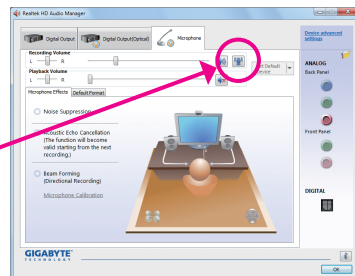 Realtek HD Audio Manager
Digital Output
Digital Output(Optical)
Microphone
Device advanced
settings
Recording Volume
L
R
Set Default
Device
Playback Volume
L
R
Microphone Effects
Default Format
Noise Suppression
Acoustic Echo Cancellation
(The function will become
valid starting from the next
recording.)
Beam Forming
(Directional Recording)
Microphone Calibration
ANALOG
Back Panel
Front Panel
DIGITAL
GIGABYTE
TECHNOLOGY
OK